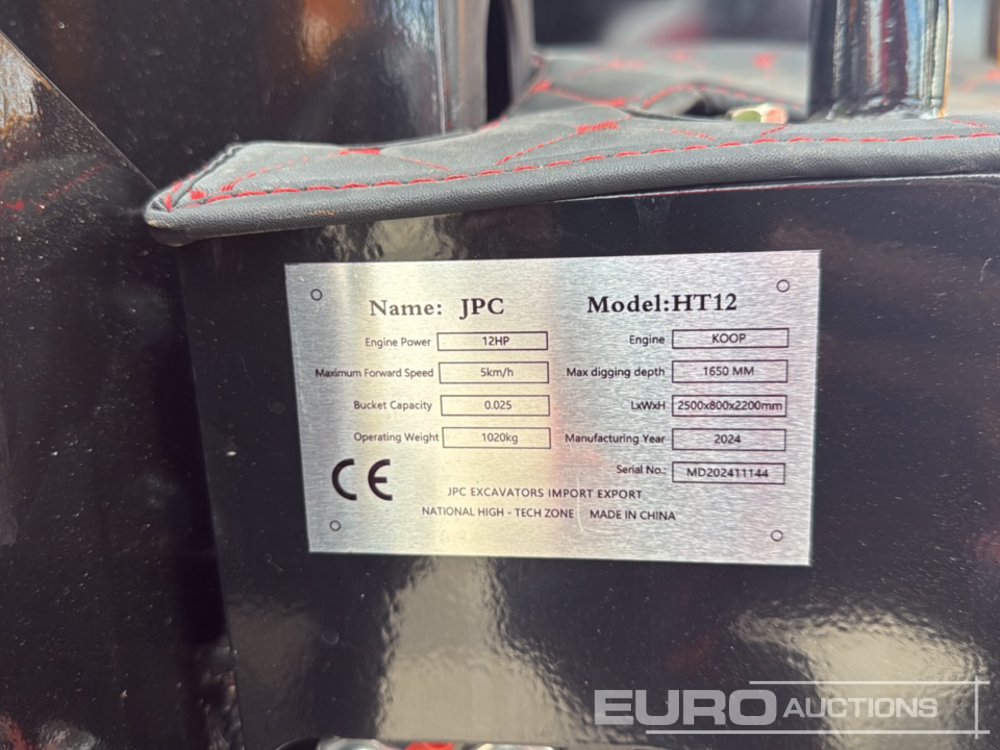 Name: JPC Model:HT12
Engine Power 12HP Engine KOOP
Maximum Forward Speed 5km/h Max digging depth 1650 MM
Bucket Capacity 0.025 LxWxH 2500x800x2200mm
Operating Weight 1020kg Manufacturing Year 2024
Serial No.: MD202411144
CE
JPC EXCAVATORS IMPORT EXPORT
NATIONAL HIGH - TECH ZONE MADE IN CHINA
EURO AUCTIONS